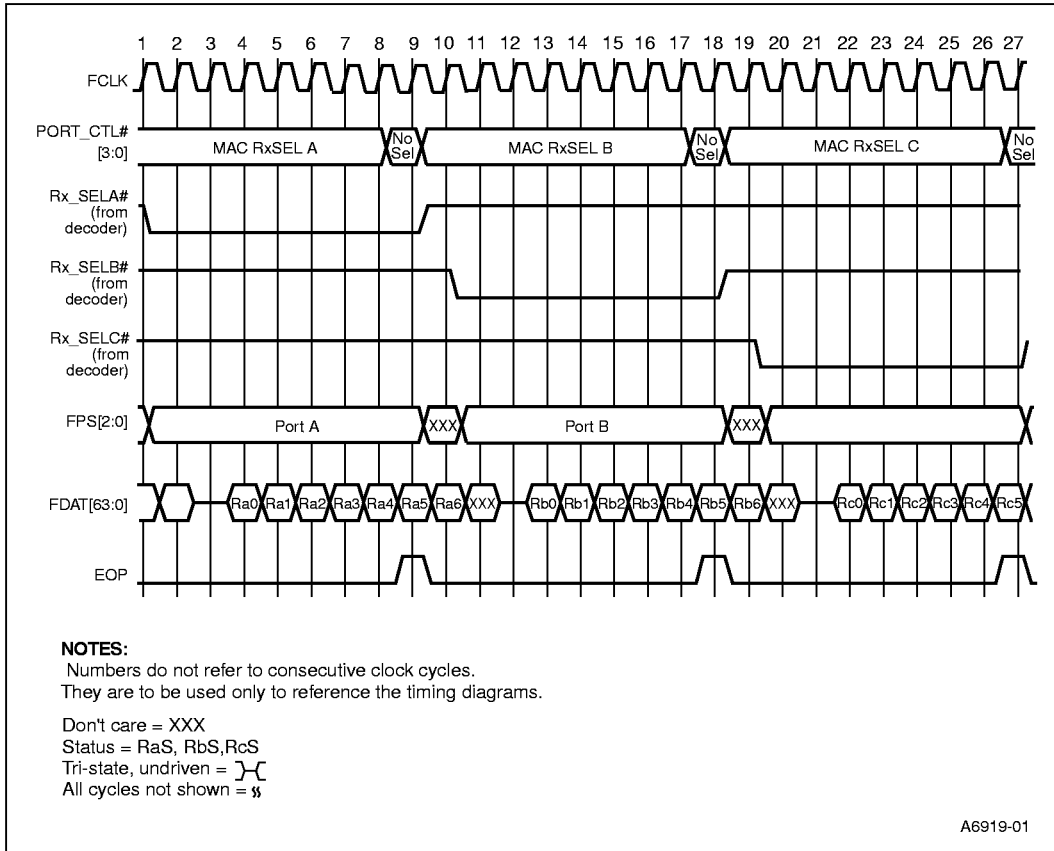 1 2 3 4 5 6 7 8 9 10 11 12 13 14 15 16 17 18 19 20 21 22 23 24 25 26 27
FCLK
PORT_CTL#
[3:0]
MAC RxSEL A
No
Sel
MAC RxSEL B
No
Sel
MAC RxSEL C
No
Sel
Rx_SELA#
(from
decoder)
Rx_SELB#
(from
decoder)
Rx_SELC#
(from
decoder)
FPS[2:0]
Port A
XXX
Port B
XXX
FDAT[63:0]
Ra0 Ra1 Ra2 Ra3 Ra4 Ra5 Ra6 XXX Rb0 Rb1 Rb2 Rb3 Rb4 Rb5 Rb6 XXX Rc0 Rc1 Rc2 Rc3 Rc4 Rc5
EOP
NOTES:
Numbers do not refer to consecutive clock cycles.
They are to be used only to reference the timing diagrams.
Don't care = XXX
Status = RaS, RbS,RcS
Tri-state, undriven =
All cycles not shown =
A6919-01